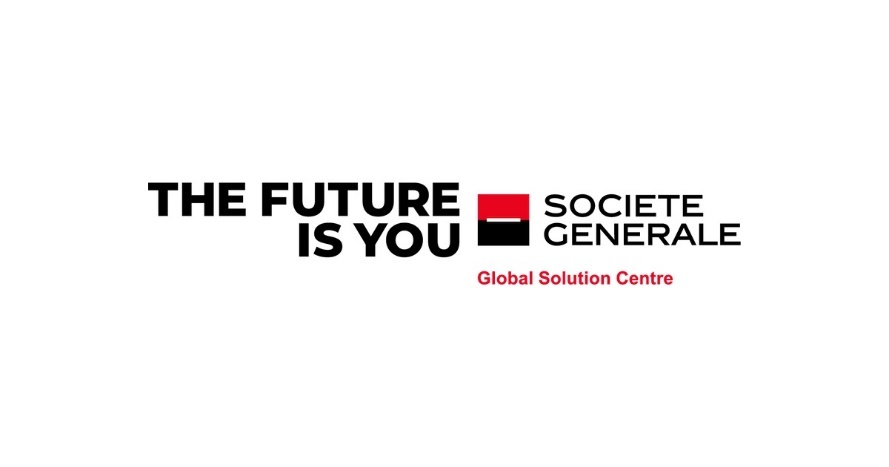 THE FUTURE
IS YOU
SOCIETE
GENERALE
Global Solution Centre